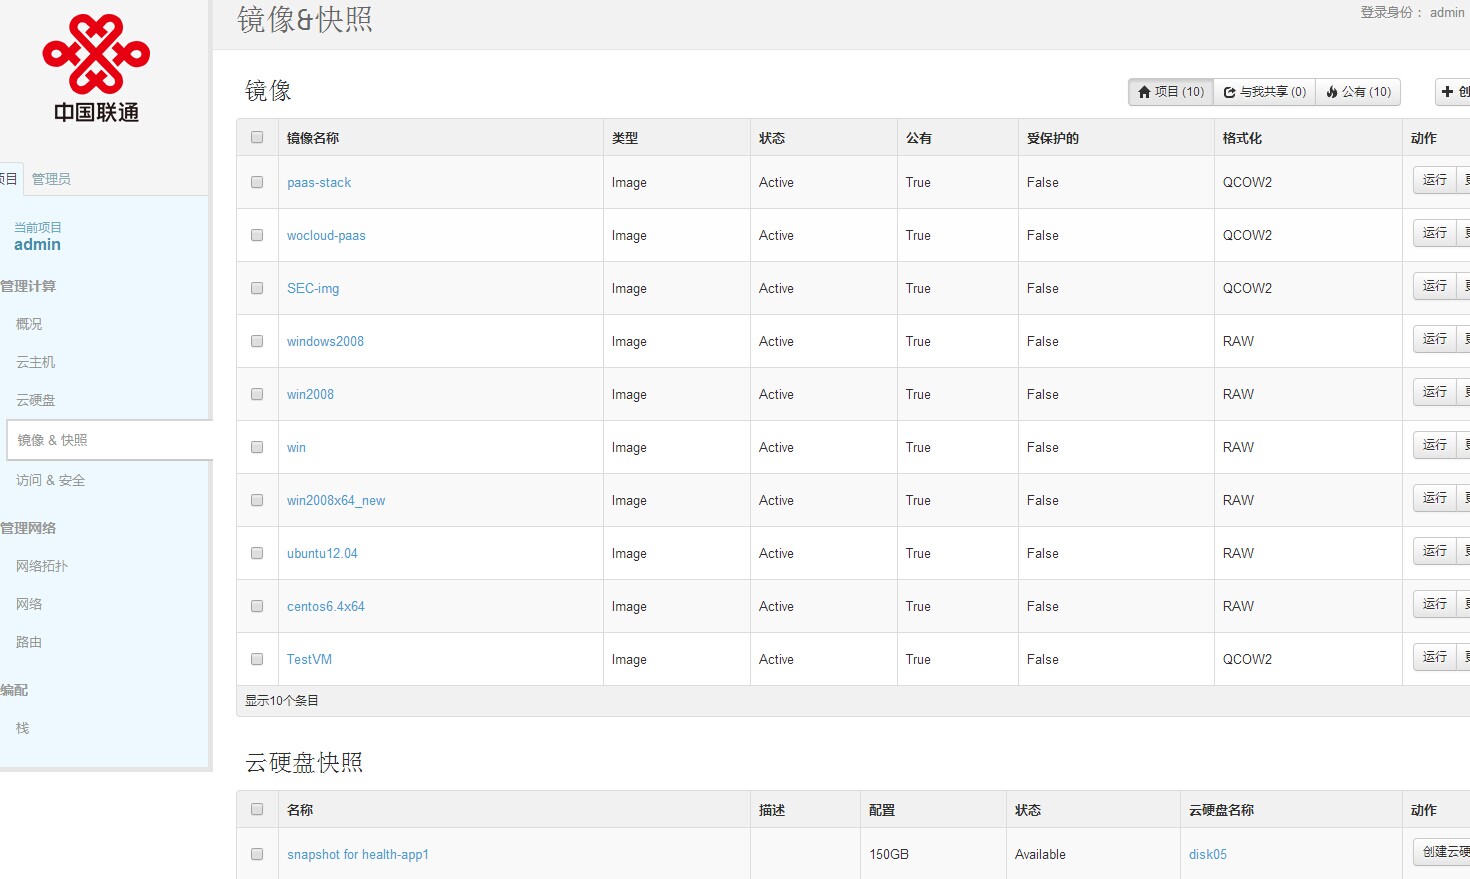 镜像&快照
登录身份： admin
中国联通
项目 管理员
当前项目
admin
管理计算
概况
云主机
云硬盘
镜像 & 快照
访问 & 安全
管理网络
网络拓扑
网络
路由
编配
栈
镜像
项目 (10) 与我共享 (0) 公有 (10) 创
镜像名称 类型 状态 公有 受保护的 格式化 动作
paas-stack Image Active True False QCOW2 运行
wocloud-paas Image Active True False QCOW2 运行
SEC-img Image Active True False QCOW2 运行
windows2008 Image Active True False RAW 运行
win2008 Image Active True False RAW 运行
win Image Active True False RAW 运行
win2008x64_new Image Active True False RAW 运行
ubuntu12.04 Image Active True False RAW 运行
centos6.4x64 Image Active True False RAW 运行
TestVM Image Active True False QCOW2 运行
显示10个条目
云硬盘快照
名称 描述 配置 状态 云硬盘名称 动作
snapshot for health-app1 150GB Available disk05 创建云硬